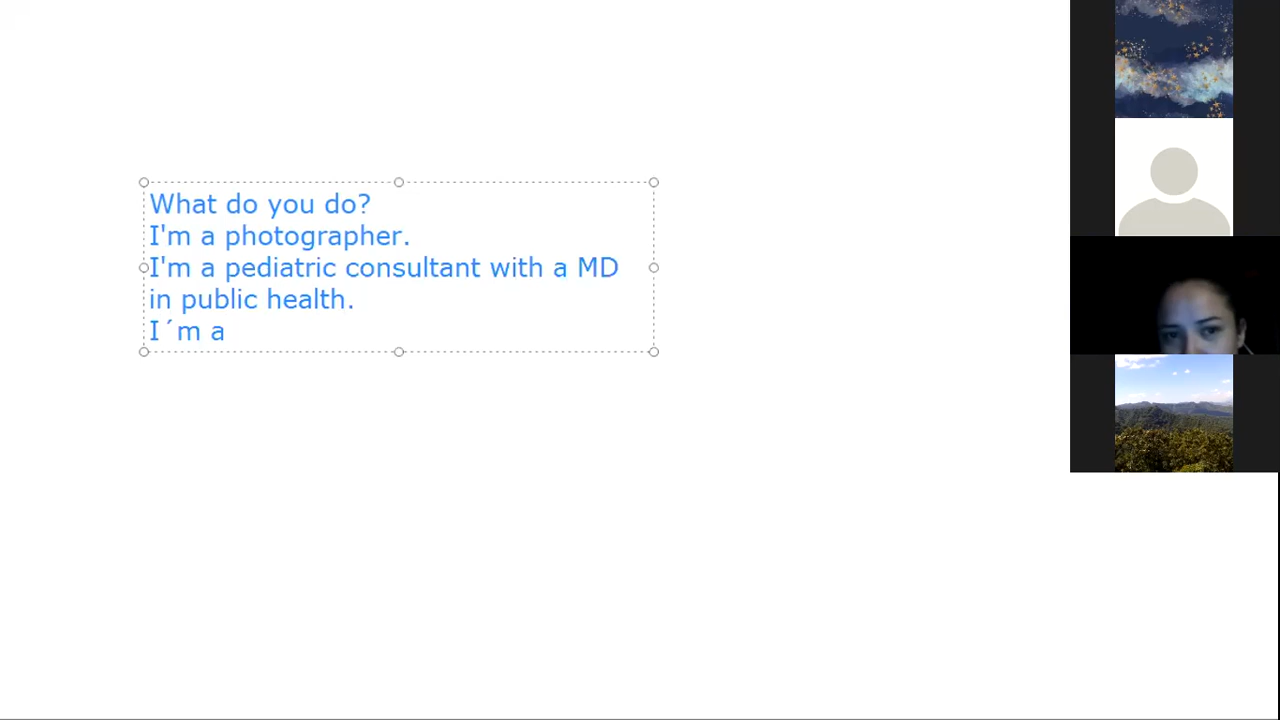 What do you do?
I'm a photographer.
I'm a pediatric consultant with a MD
in public health.
I´m a